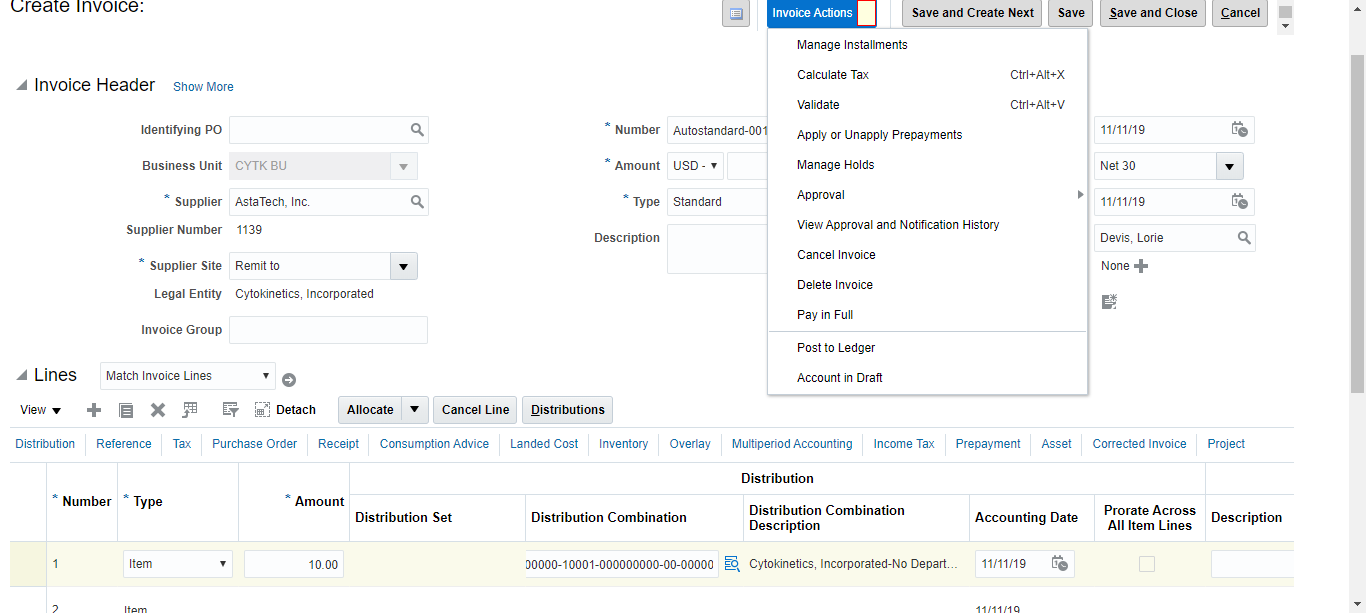 Create Invoice:
Invoice Actions
Save and Create Next
Save
Save and Close
Cancel
Manage Installments
Calculate Tax Ctrl+Alt+X
Validate Ctrl+Alt+V
Apply or Unapply Prepayments
Manage Holds
Approval
View Approval and Notification History
Cancel Invoice
Delete Invoice
Pay in Full
Post to Ledger
Account in Draft
Invoice Header Show More
Identifying PO
Business Unit CYTK BU
* Supplier AstaTech, Inc.
Supplier Number 1139
* Supplier Site Remit to
Legal Entity Cytokinetics, Incorporated
Invoice Group
* Number Autostandard-001
* Amount USD -
* Type Standard
Description
11/11/19
Net 30
11/11/19
Devis, Lorie
None
Lines Match Invoice Lines
View Detach Allocate Cancel Line Distributions
Distribution Reference Tax Purchase Order Receipt Consumption Advice Landed Cost Inventory Overlay Multiperiod Accounting Income Tax Prepayment Asset Corrected Invoice Project
Distribution
* Number * Type * Amount Distribution Set Distribution Combination Distribution Combination Description Accounting Date Prorate Across All Item Lines Description
1 Item 10.00 00000-10001-000000000-00-00000 Cytokinetics, Incorporated-No Depart... 11/11/19
2 Item 11/11/19